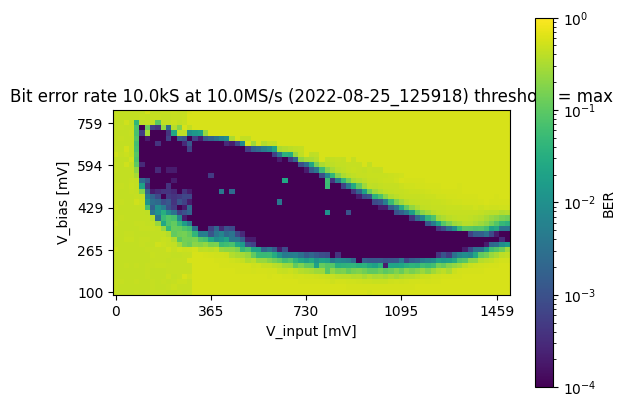 Bit error rate 10.0kS at 10.0MS/s (2022-08-25_125918) = max
V_bias [mV]
759
594
429
265
100
0 365 730 1095 1459
V_input [mV]
10^0
10^-1
10^-2
10^-3
10^-4
BER